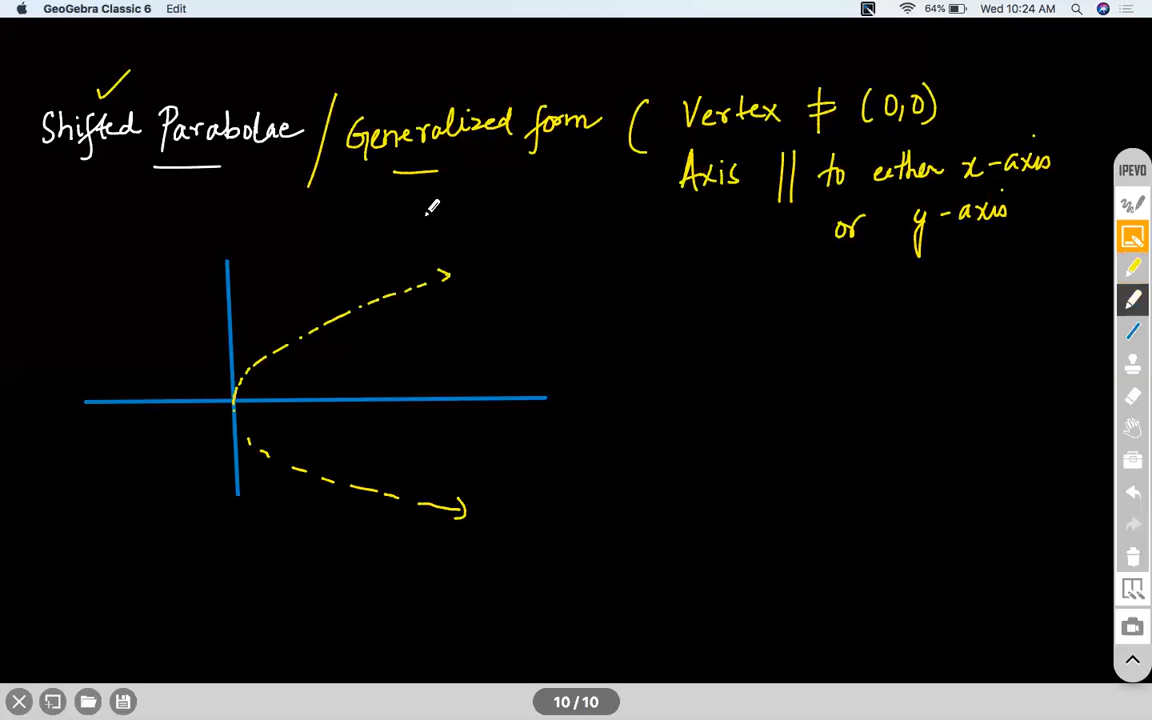 GeoGebra Classic 6 Edit 64% Wed 10:24 AM
Shifted Parabolae / Generalized form ( Vertex ≠ (0,0)
Axis || to either x-axis
or y-axis
IPEVO
10/10